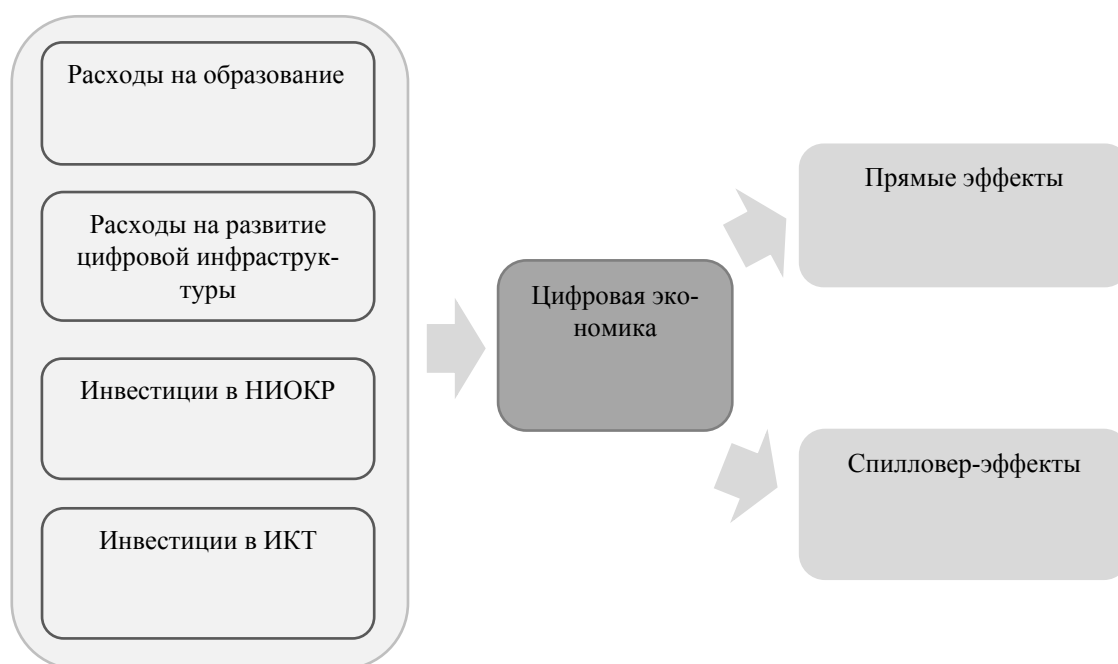 Расходы на образование
Расходы на развитие
цифровой инфраструк-
туры
Инвестиции в НИОКР
Инвестиции в ИКТ
Цифровая эко-
номика
Прямые эффекты
Спилловер-эффекты